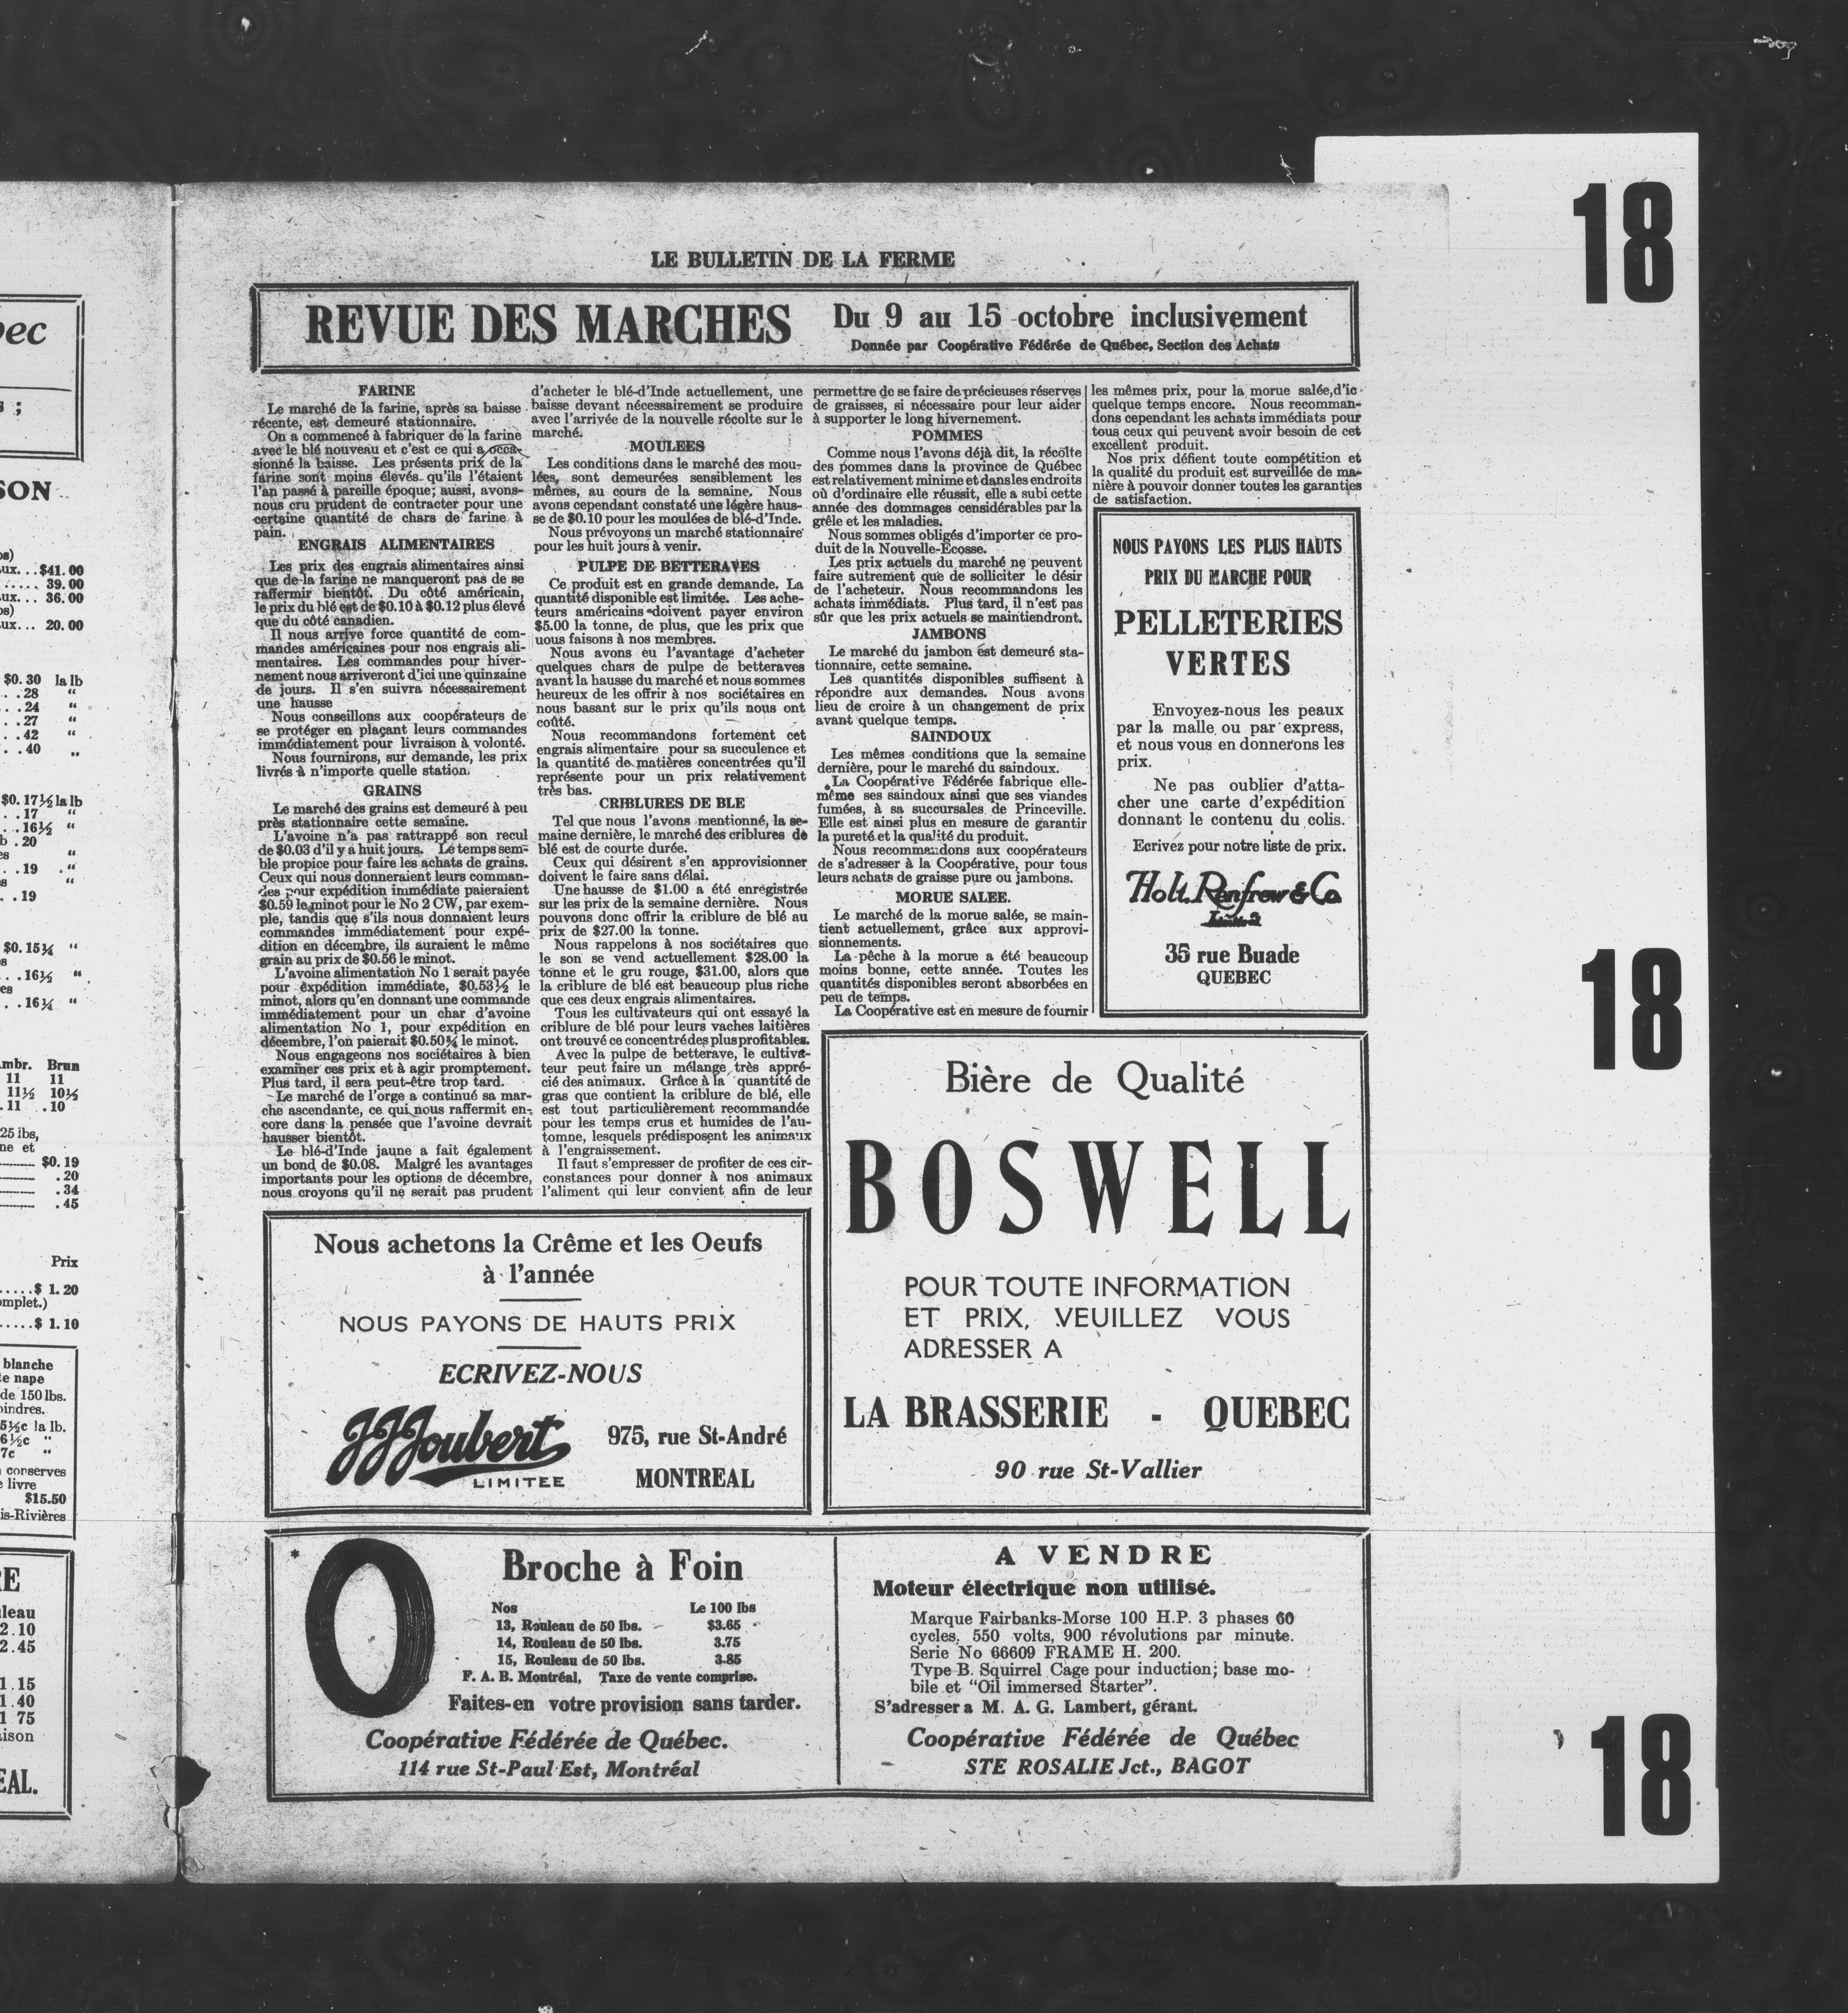 LE BULLETIN DE LA FERME
REVUE DES MARCHES
Du 9 au 15 octobre inclusivement
Donnée par Coopérative Fédérée de Québec, Section des Achats
FARINE
Le marché de la farine, après sa baisse
récente, est demeuré stationnaire.
On a commencé à fabriquer de la farine
avec le blé nouveau et c'est ce qui a occa-
sionné la baisse. Les présents prix de la
farine sont moins élevés qu'ils l'étaient
l'an passé à pareille époque; aussi, avons-
nous cru prudent de contracter pour une
certaine quantité de chars de farine à
pain.
ENGRAIS ALIMENTAIRES
Les prix des engrais alimentaires ainsi
que de la farine ne manqueront pas de se
raffermir bientôt. Du côté américain,
le prix du blé est de $0.10 à $0.12 plus élevé
que du côté canadien.
Il nous arrive force quantité de com-
mandes américaines pour nos engrais ali-
mentaires. Les commandes pour hiver-
nement nous arriveront d'ici une quinzaine
de jours. Il s'en suivra nécessairement
une hausse
Nous conseillons aux coopérateurs de
se protéger en plaçant leurs commandes
immédiatement pour livraison à volonté.
Nous fournirons, sur demande, les prix
livrés à n'importe quelle station.
GRAINS
Le marché des grains est demeuré à peu
près stationnaire cette semaine.
L'avoine n'a pas rattrappé son recul
de $0.03 d'il y a huit jours. Le temps sem-
ble propice pour faire les achats de grains.
Ceux qui nous donneraient leurs comman-
des pour expédition immédiate paieraient
$0.59 le minot pour le No 2 CW, par exem-
ple, tandis que s'ils nous donnaient leurs
commandes immédiatement pour expé-
dition en décembre, ils auraient le même
grain au prix de $0.56 le minot.
L'avoine alimentation No 1 serait payée
pour expédition immédiate, $0.53½ le
minot, alors qu'en donnant une commande
immédiatement pour un char d'avoine
alimentation No 1, pour expédition en
décembre, l'on paierait $0.50¾ le minot.
Nous engageons nos sociétaires à bien
examiner ces prix et à agir promptement.
Plus tard, il sera peut-être trop tard.
Le marché de l'orge a continué sa mar-
che ascendante, ce qui nous raffermit en-
core dans la pensée que l'avoine devrait
hausser bientôt.
Le blé-d'Inde jaune a fait également
un bond de $0.08. Malgré les avantages
importants pour les options de décembre,
nous croyons qu'il ne serait pas prudent
d'acheter le blé-d'Inde actuellement, une
baisse devant nécessairement se produire
avec l'arrivée de la nouvelle récolte sur le
marché.
MOULEES
Les conditions dans le marché des mou-
lées, sont demeurées sensiblement les
mêmes, au cours de la semaine. Nous
avons cependant constaté une légère haus-
se de $0.10 pour les moulées de blé-d'Inde.
Nous prévoyons un marché stationnaire
pour les huit jours à venir.
PULPE DE BETTERAVES
Ce produit est en grande demande. La
quantité disponible est limitée. Les ache-
teurs américains doivent payer environ
$5.00 la tonne, de plus, que les prix que
uous faisons à nos membres.
Nous avons eu l'avantage d'acheter
quelques chars de pulpe de betteraves
avant la hausse du marché et nous sommes
heureux de les offrir à nos sociétaires en
nous basant sur le prix qu'ils nous ont
coûté.
Nous recommandons fortement cet
engrais alimentaire pour sa succulence et
la quantité de matières concentrées qu'il
représente pour un prix relativement
très bas.
CRIBLURES DE BLE
Tel que nous l'avons mentionné, la se-
maine dernière, le marché des criblures de
blé est de courte durée.
Ceux qui désirent s'en approvisionner
doivent le faire sans délai.
Une hausse de $1.00 a été enregistrée
sur les prix de la semaine dernière. Nous
pouvons donc offrir la criblure de blé au
prix de $27.00 la tonne.
Nous rappelons à nos sociétaires que
le son se vend actuellement $28.00 la
tonne et le gru rouge, $31.00, alors que
la criblure de blé est beaucoup plus riche
que ces deux engrais alimentaires.
Tous les cultivateurs qui ont essayé la
criblure de blé pour leurs vaches laitières
ont trouvé ce concentré des plus profitables.
Avec la pulpe de betterave, le cultiva-
teur peut faire un mélange très appré-
cié des animaux. Grâce à la quantité de
gras que contient la criblure de blé, elle
est tout particulièrement recommandée
pour les temps crus et humides de l'au-
tomne, lesquels prédisposent les animaux
à l'engraissement.
Il faut s'empresser de profiter de ces cir-
constances pour donner à nos animaux
l'aliment qui leur convient afin de leur
permettre de se faire de précieuses réserves
de graisses, si nécessaire pour leur aider
à supporter le long hivernement.
POMMES
Comme nous l'avons déjà dit, la récolte
des pommes dans la province de Québec
est relativement minime et dans les endroits
où d'ordinaire elle réussit, elle a subi cette
année des dommages censidérables par la
grêle et les maladies.
Nous sommes obligés d'importer ce pro-
duit de la Nouvelle-Ecosse.
Les prix actuels du marché ne peuvent
faire autrement que de solliciter le désir
de l'acheteur. Nous recommandons les
achats immédiats. Plus tard, il n'est pas
sûr que les prix actuels se maintiendront.
JAMBONS
Le marché du jambon est demeuré sta-
tionnaire, cette semaine.
Les quantités disponibles suffisent à
répondre aux demandes. Nous avons
lieu de croire à un changement de prix
avant quelque temps.
SAINDOUX
Les mêmes conditions que la semaine
dernière, pour le marché du saindoux.
La Coopérative Fédérée fabrique elle-
même ses saindoux ainsi que ses viandes
fumées, à sa succursales de Princeville.
Elle est ainsi plus en mesure de garantir
la pureté et la qualité du produit.
Nous recommandons aux coopérateurs
de s'adresser à la Coopérative, pour tous
leurs achats de graisse pure ou jambons.
MORUE SALEE.
Le marché de la morue salée, se main-
tient actuellement, grâce aux approvi-
sionnements.
La pêche à la morue a été beaucoup
moins bonne, cette année. Toutes les
quantités disponibles seront absorbées en
peu de temps.
La Coopérative est en mesure de fournir
les mêmes prix, pour la morue salée, d'ic
quelque temps encore. Nous recomman-
dons cependant les achats immédiats pour
tous ceux qui peuvent avoir besoin de cet
excellent produit.
Nos prix défient toute compétition et
la qualité du produit est surveillée de ma-
nière à pouvoir donner toutes les garanties
de satisfaction.
NOUS PAYONS LES PLUS HAUTS
PRIX DU MARCHE POUR
PELLETERIES
VERTES
Envoyez-nous les peaux
par la malle ou par express,
et nous vous en donnerons les
prix.
Ne pas oublier d'atta-
cher une carte d'expédition
donnant le contenu du colis.
Ecrivez pour notre liste de prix.
Holt, Renfrew & Co
35 rue Buade
QUEBEC
Nous achetons la Crême et les Oeufs
à l'année
NOUS PAYONS DE HAUTS PRIX
ECRIVEZ-NOUS
JJJoubert
LIMITEE
975, rue St-André
MONTREAL
Bière de Qualité
BOSWELL
POUR TOUTE INFORMATION
ET PRIX, VEUILLEZ VOUS
ADRESSER A
LA BRASSERIE - QUEBEC
90 rue St-Vallier
Broche à Foin
Nos Le 100 lbs
13, Rouleau de 50 lbs. $3.65
14, Rouleau de 50 lbs. 3.75
15, Rouleau de 50 lbs. 3.85
F. A. B. Montréal, Taxe de vente comprise.
Faites-en votre provision sans tarder.
Coopérative Fédérée de Québec.
114 rue St-Paul Est, Montréal
A VENDRE
Moteur électrique non utilisé.
Marque Fairbanks-Morse 100 H.P. 3 phases 60
cycles, 550 volts, 900 révolutions par minute.
Serie No 66609 FRAME H. 200.
Type B. Squirrel Cage pour induction; base mo-
bile et "Oil immersed Starter".
S'adresser a M. A. G. Lambert, gérant.
Coopérative Fédérée de Québec
STE ROSALIE Jct., BAGOT
18
18
18